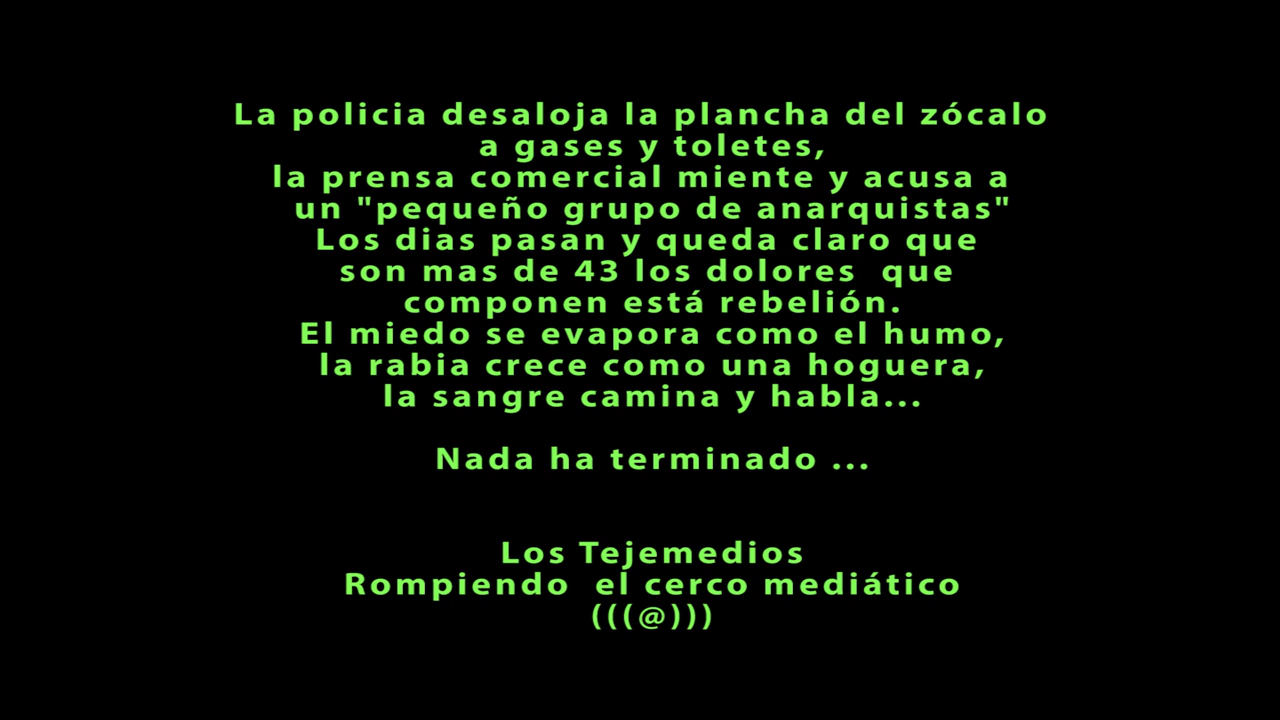 La policia desaloja la plancha del zócalo
a gases y toletes,
la prensa comercial miente y acusa a
un "pequeño grupo de anarquistas"
Los dias pasan y queda claro que
son mas de 43 los dolores  que
componen está rebelión.
El miedo se evapora como el humo,
la rabia crece como una hoguera,
la sangre camina y habla...
Nada ha terminado ...
Los Tejemedios
Rompiendo  el cerco mediático
(((@)))